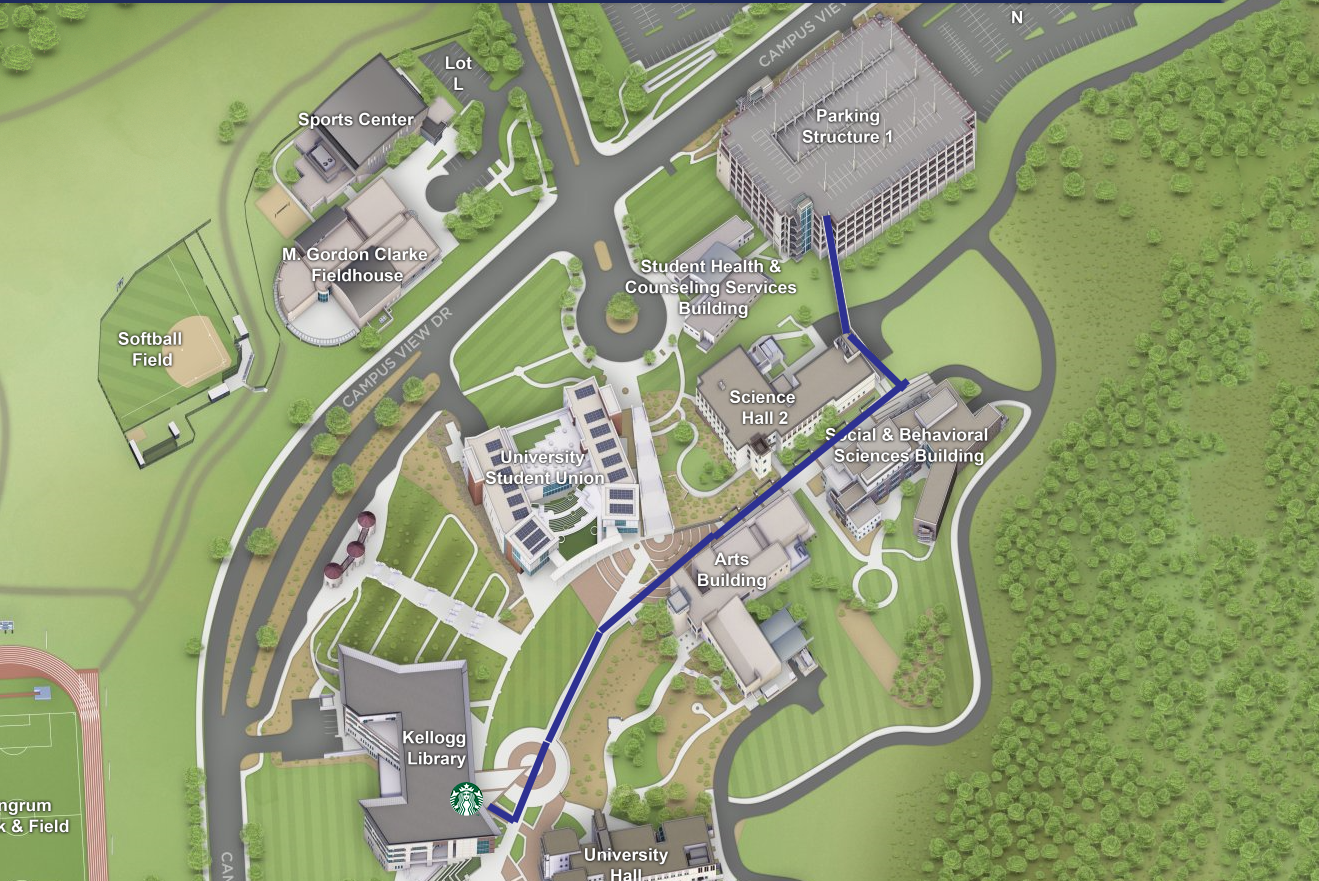 N
CAMPUS VIEW
Lot
L
Sports Center
Parking
Structure 1
M. Gordon Clarke
Fieldhouse
Student Health &
Counseling Services
Building
CAMPUS VIEW DR
Softball
Field
Science
Hall 2
Social & Behavioral
Sciences Building
University
Student Union
Arts
Building
Kellogg
Library
ngrum
k & Field
University
Hall
CAM